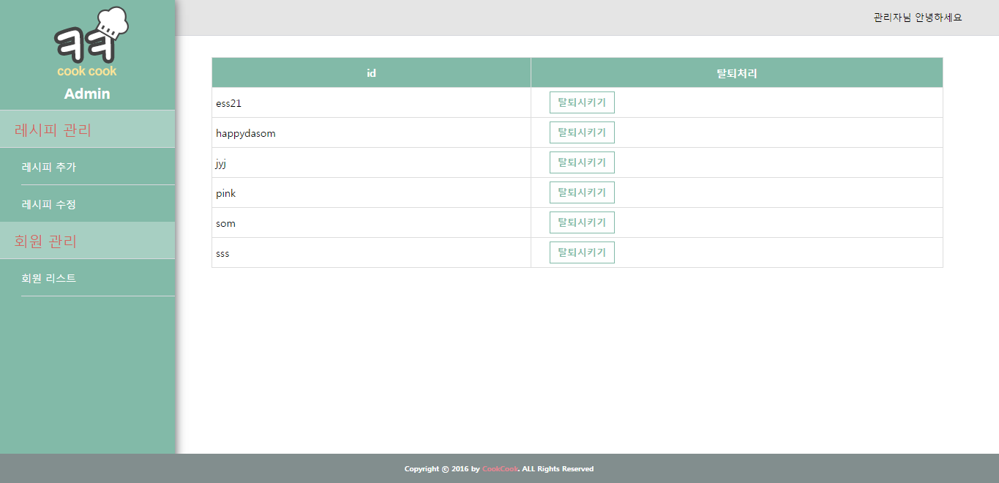 관리자님 안녕하세요
쿡쿡
cook cook
Admin
레시피 관리
레시피 추가
레시피 수정
회원 관리
회원 리스트
id 탈퇴처리
ess21 탈퇴시키기
happydasom 탈퇴시키기
jyj 탈퇴시키기
pink 탈퇴시키기
som 탈퇴시키기
sss 탈퇴시키기
Copyright © 2016 by CookCook. ALL Rights Reserved